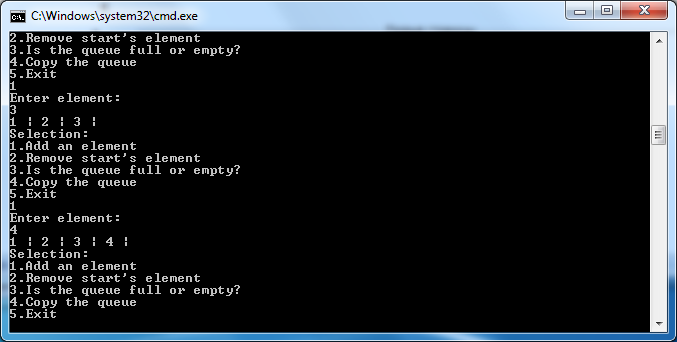 C:\Windows\system32\cmd.exe
2.Remove start's element
3.Is the queue full or empty?
4.Copy the queue
5.Exit
1
Enter element:
3
1 ¦ 2 ¦ 3 ¦
Selection:
1.Add an element
2.Remove start's element
3.Is the queue full or empty?
4.Copy the queue
5.Exit
1
Enter element:
4
1 ¦ 2 ¦ 3 ¦ 4 ¦
Selection:
1.Add an element
2.Remove start's element
3.Is the queue full or empty?
4.Copy the queue
5.Exit